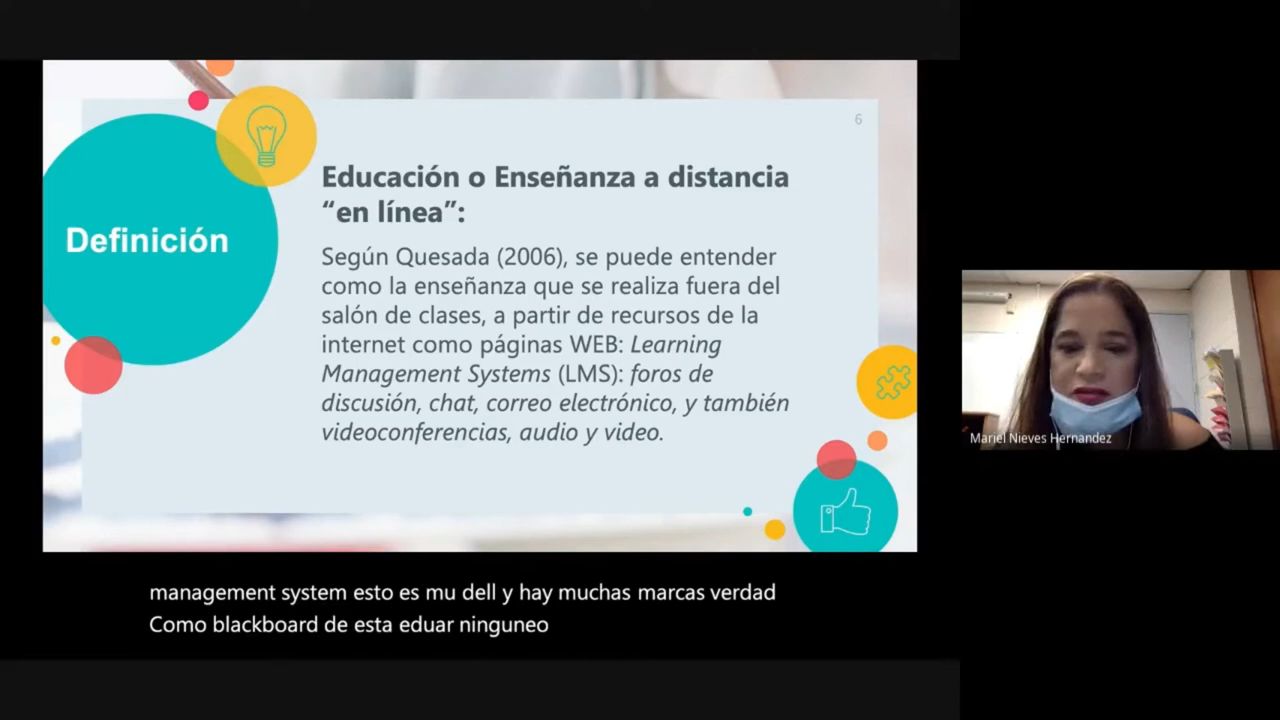 6
Definición
Educación o Enseñanza a distancia
“en línea”:
Según Quesada (2006), se puede entender
como la enseñanza que se realiza fuera del
salón de clases, a partir de recursos de la
internet como páginas WEB: Learning
Management Systems (LMS): foros de
discusión, chat, correo electrónico, y también
videoconferencias, audio y video.
Mariel Nieves Hernandez
management system esto es mu dell y hay muchas marcas verdad
Como blackboard de esta eduar ninguneo